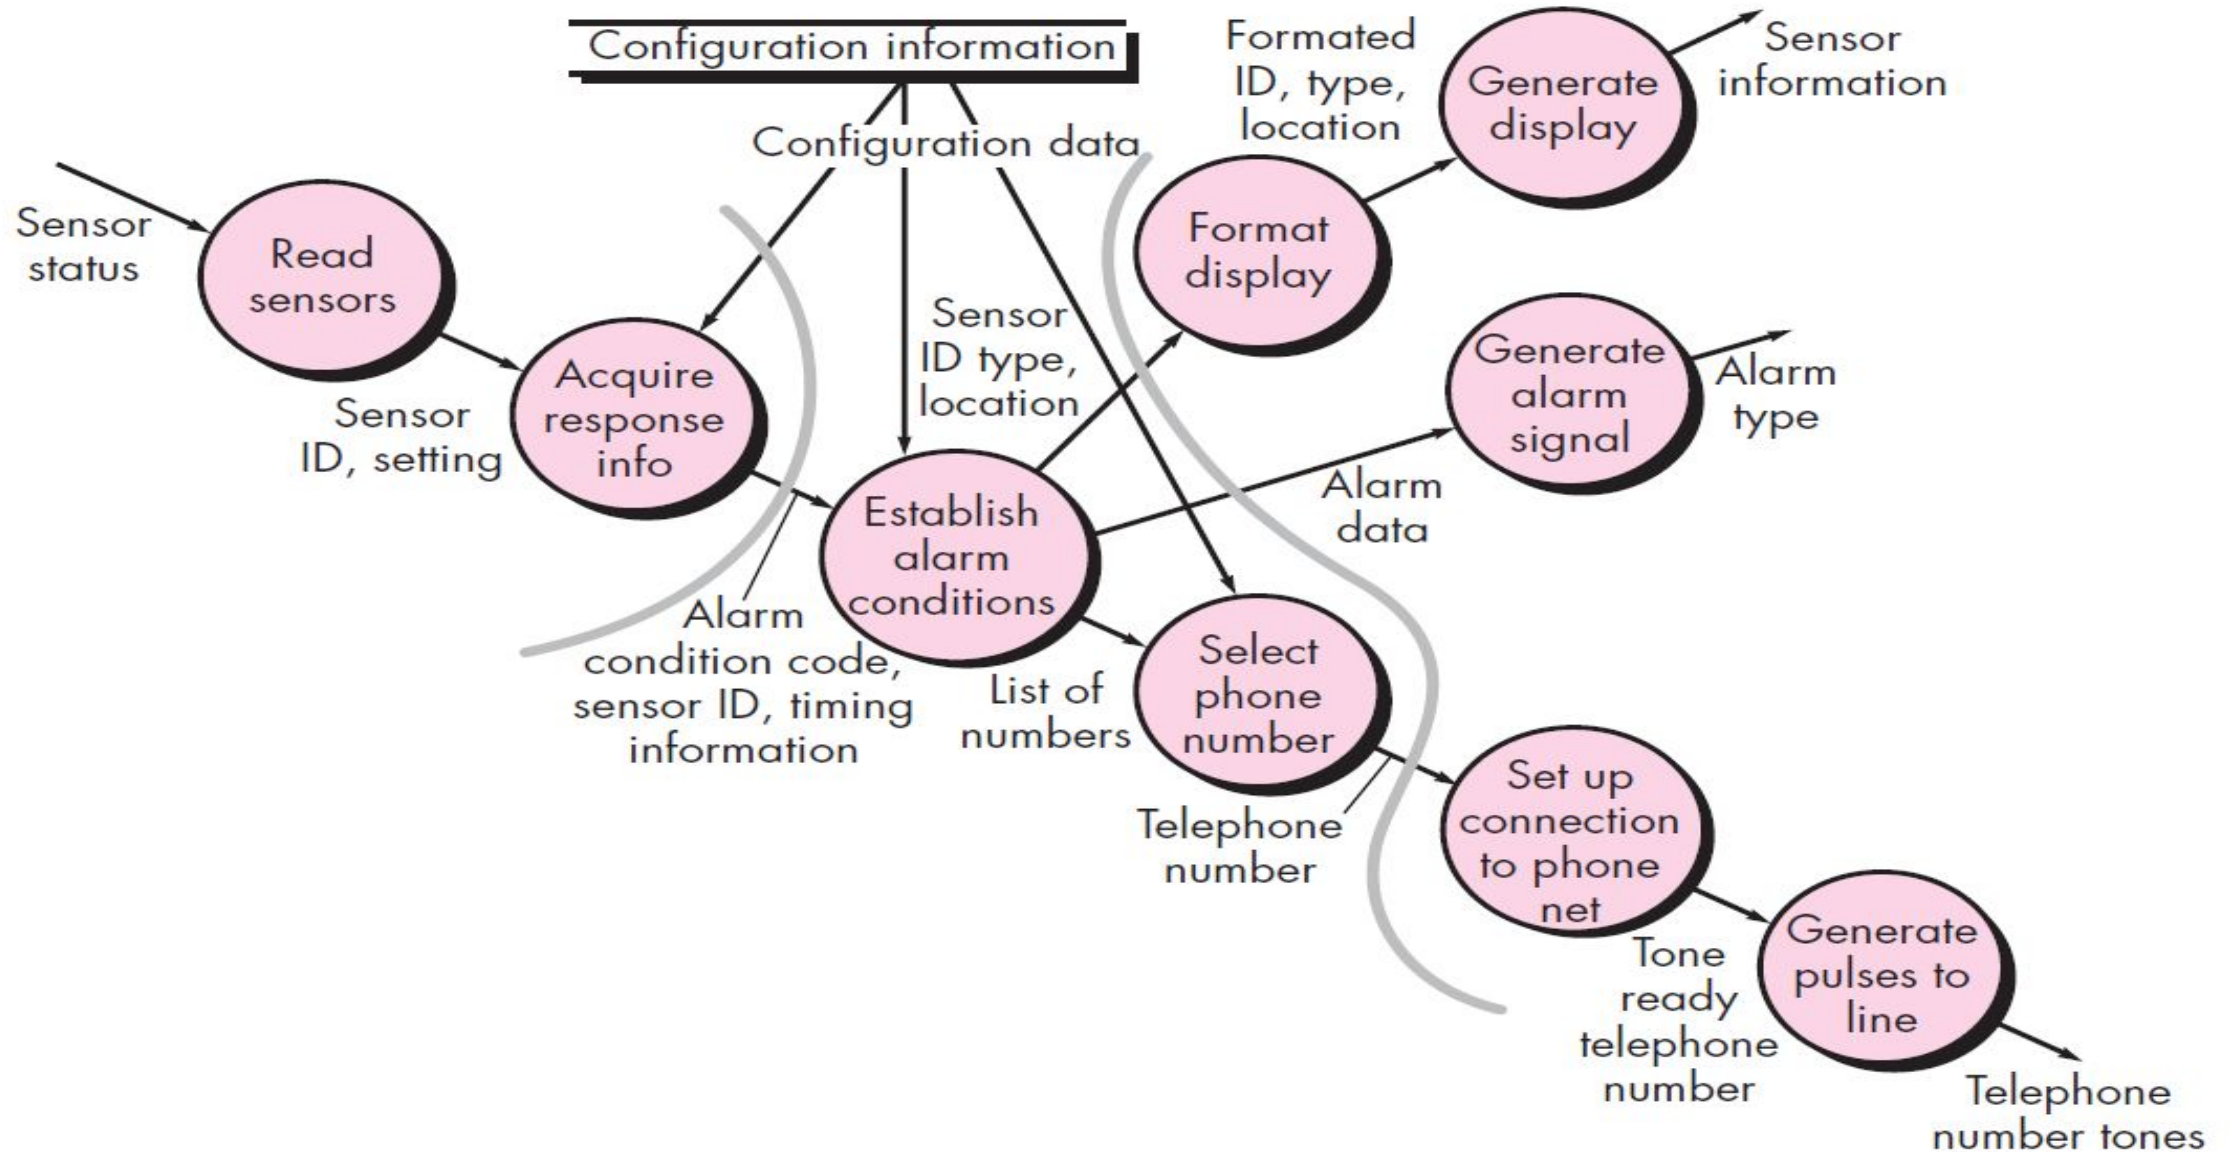 Configuration information
Configuration data
Sensor
status
Read
sensors
Sensor
ID, setting
Acquire
response
info
Alarm
condition code,
sensor ID, timing
information
Establish
alarm
conditions
Sensor
ID type,
location
Format
display
Formated
ID, type,
location
Generate
display
Sensor
information
Alarm
data
Generate
alarm
signal
Alarm
type
List of
numbers
Select
phone
number
Telephone
number
Set up
connection
to phone
net
Tone
ready
telephone
number
Generate
pulses to
line
Telephone
number tones